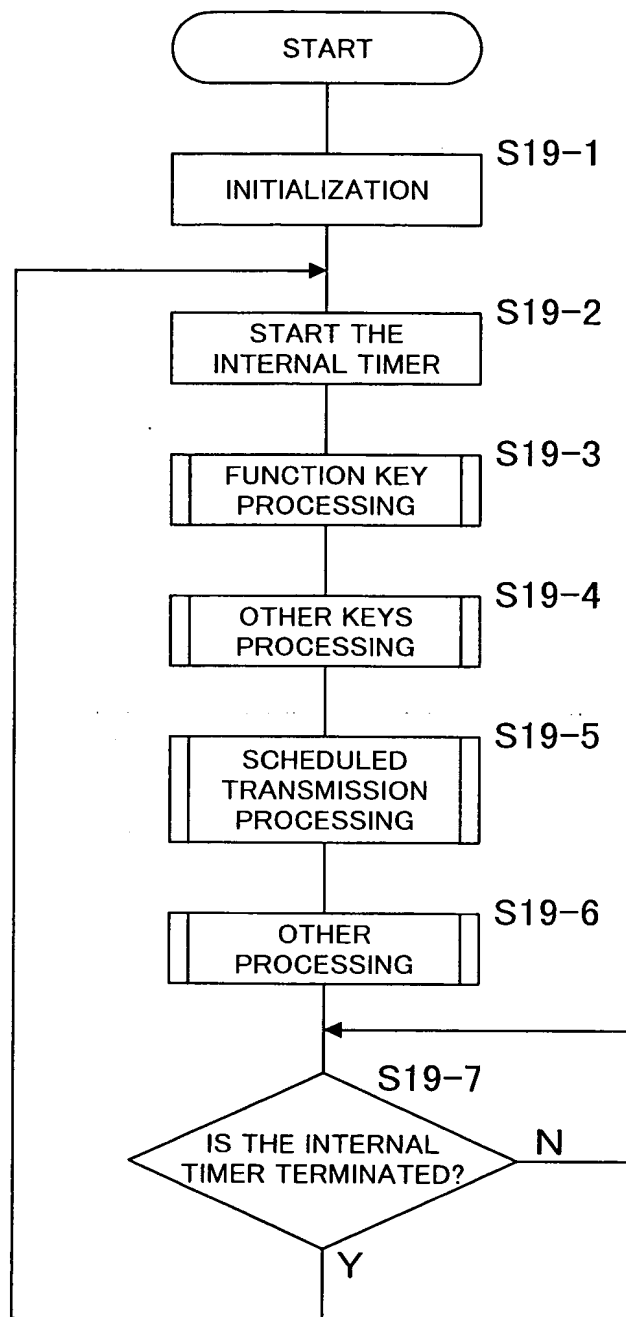 START
S19-1
INITIALIZATION
S19-2
START THE
INTERNAL TIMER
S19-3
FUNCTION KEY
PROCESSING
S19-4
OTHER KEYS
PROCESSING
S19-5
SCHEDULED
TRANSMISSION
PROCESSING
S19-6
OTHER
PROCESSING
S19-7
IS THE INTERNAL
TIMER TERMINATED?
N
Y